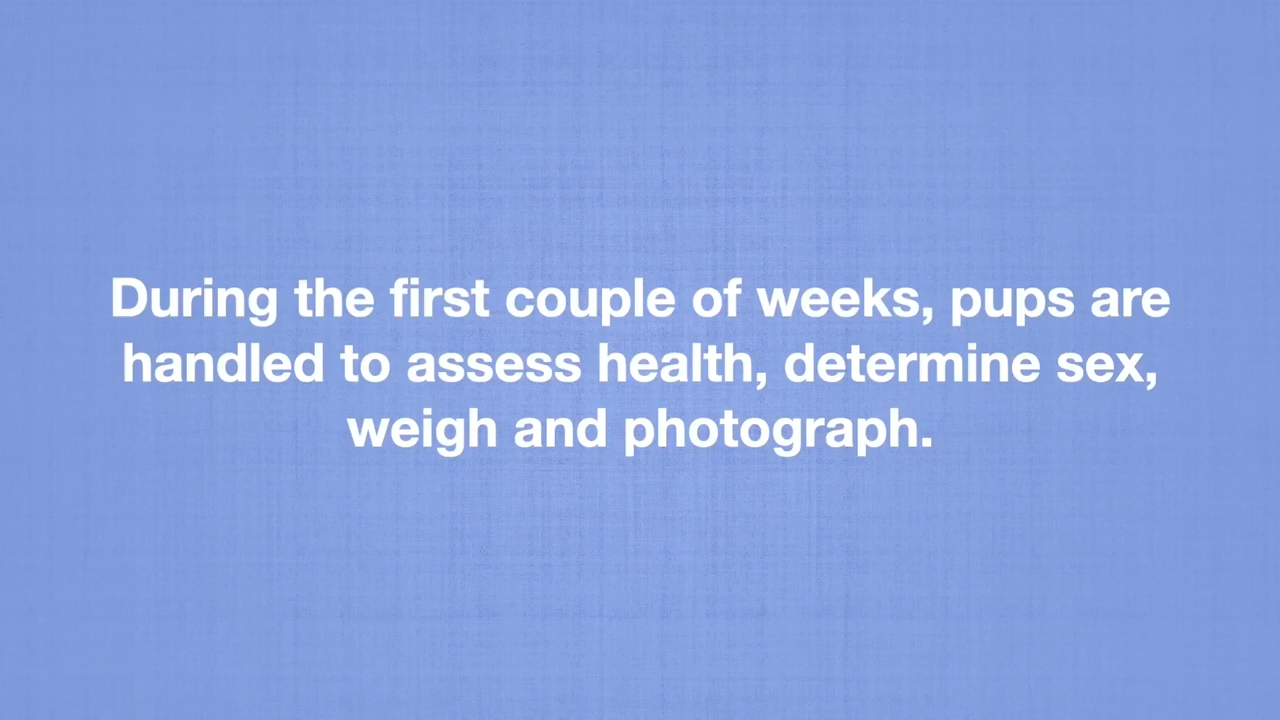 During the first couple of weeks, pups are
handled to assess health, determine sex,
weigh and photograph.